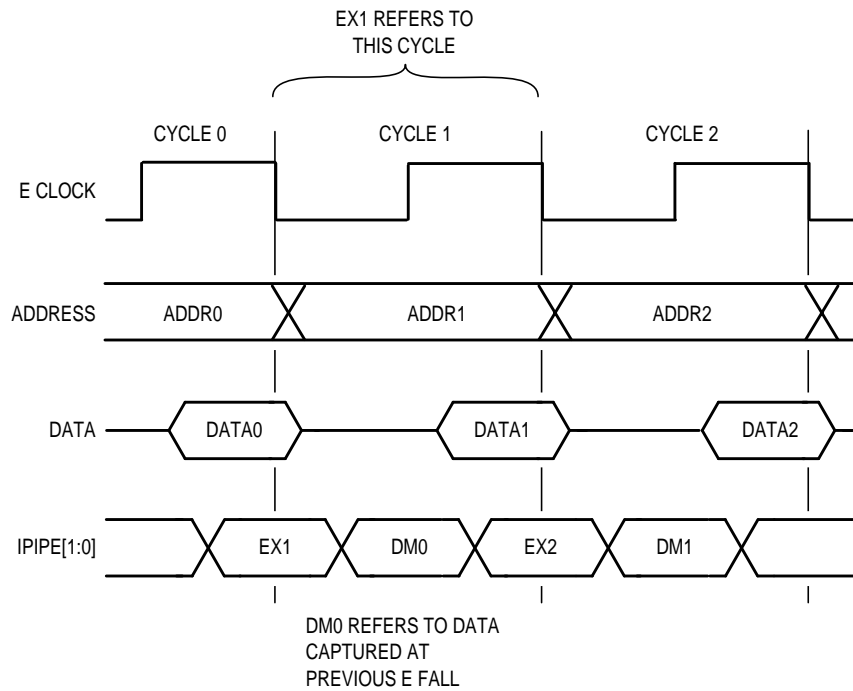 EX1 REFERS TO
THIS CYCLE
CYCLE 0 CYCLE 1 CYCLE 2
E CLOCK
ADDRESS ADDR0 ADDR1 ADDR2
DATA DATA0 DATA1 DATA2
IPIPE[1:0] EX1 DM0 EX2 DM1
DM0 REFERS TO DATA
CAPTURED AT
PREVIOUS E FALL